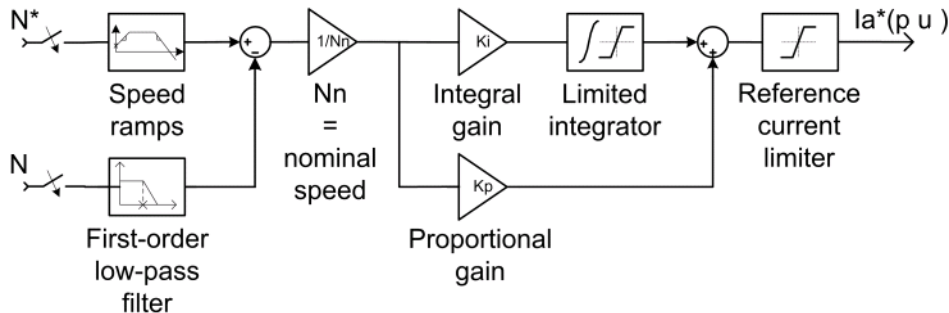 N*
Ia*(p u)
+
-
1/Nn
Ki
+
+
Speed
ramps
Nn
=
nominal
speed
Integral
gain
Limited
integrator
Reference
current
limiter
N
Kp
First-order
low-pass
filter
Proportional
gain